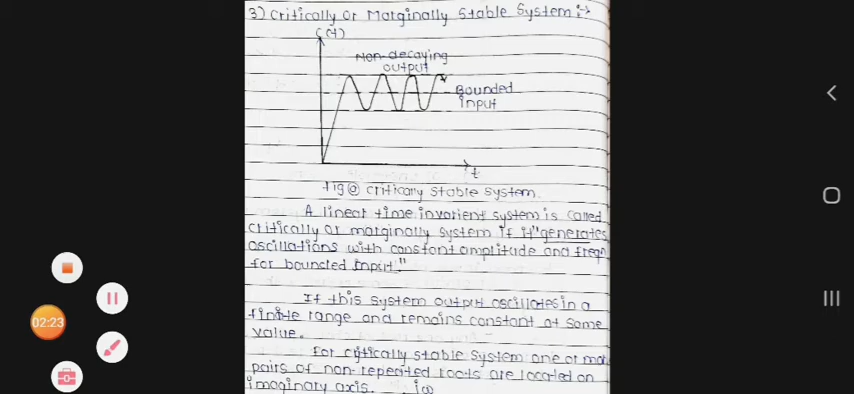 3) Critically or Marginally Stable System :→
C(t)
Non-decaying
output
Bounded
input
t
fig @ criticary stable system.
A linear time invarient system is called
critically or marginally system if it "generates
oscillations with constant amplitude and freqn
for bounded input."
If this system output oscillates in a
finite range and remains constant at some
value.
For critically stable system one or more
pairs of non-repeated roots are located on
imaginary axis. jω
02:23